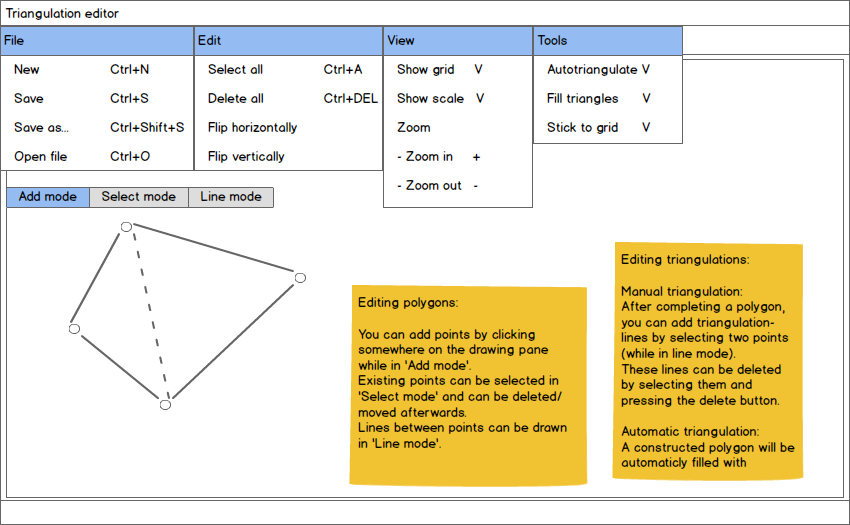 Triangulation editor
File Edit View Tools
New Ctrl+N
Save Ctrl+S
Save as... Ctrl+Shift+S
Open file Ctrl+O
Select all Ctrl+A
Delete all Ctrl+DEL
Flip horizontally
Flip vertically
Show grid V
Show scale V
Zoom
- Zoom in +
- Zoom out -
Autotriangulate V
Fill triangles V
Stick to grid V
Add mode Select mode Line mode
Editing polygons:
You can add points by clicking
somewhere on the drawing pane
while in 'Add mode'.
Existing points can be selected in
'Select mode' and can be deleted/
moved afterwards.
Lines between points can be drawn
in 'Line mode'.
Editing triangulations:
Manual triangulation:
After completing a polygon,
you can add triangulation-
lines by selecting two points
(while in line mode).
These lines can be deleted
by selecting them and
pressing the delete button.
Automatic triangulation:
A constructed polygon will be
automaticly filled with